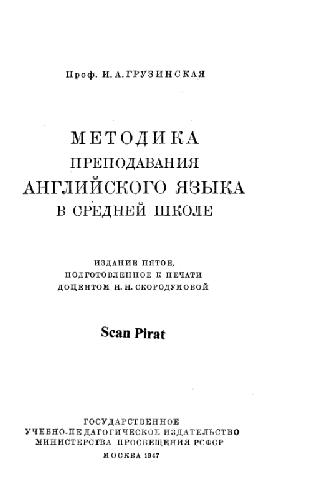 Проф. И. А. ГРУЗИНСКАЯ
МЕТОДИКА
ПРЕПОДАВАНИЯ
АНГЛИЙСКОГО ЯЗЫКА
В СРЕДНЕЙ ШКОЛЕ
ИЗДАНИЕ ПЯТОЕ,
ПОДГОТОВЛЕННОЕ К ПЕЧАТИ
ДОЦЕНТОМ Н. Н. СКОРОДУМОВОЙ
Scan Pirat
ГОСУДАРСТВЕННОЕ
УЧЕБНО-ПЕДАГОГИЧЕСКОЕ ИЗДАТЕЛЬСТВО
МИНИСТЕРСТВА ПРОСВЕЩЕНИЯ РСФСР
МОСКВА 1947